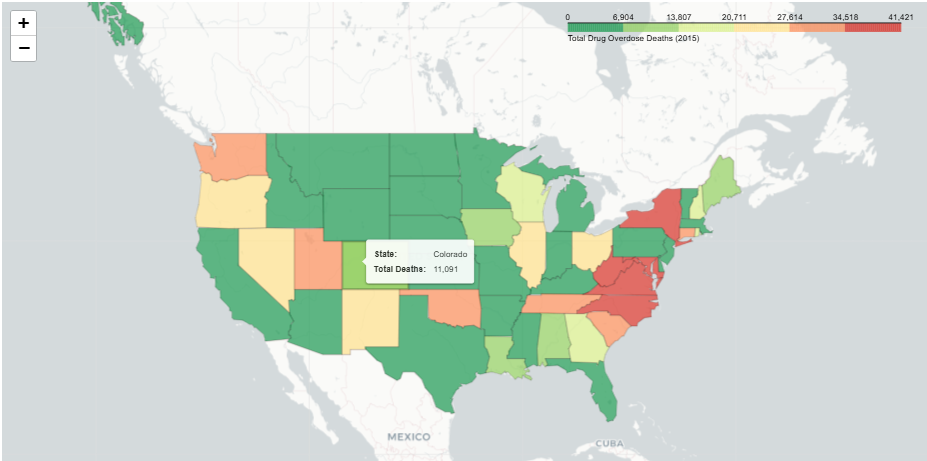 +
−
0 6,904 13,807 20,711 27,614 34,518 41,421
Total Drug Overdose Deaths (2015)
State: Colorado
Total Deaths: 11,091
MEXICO
CUBA